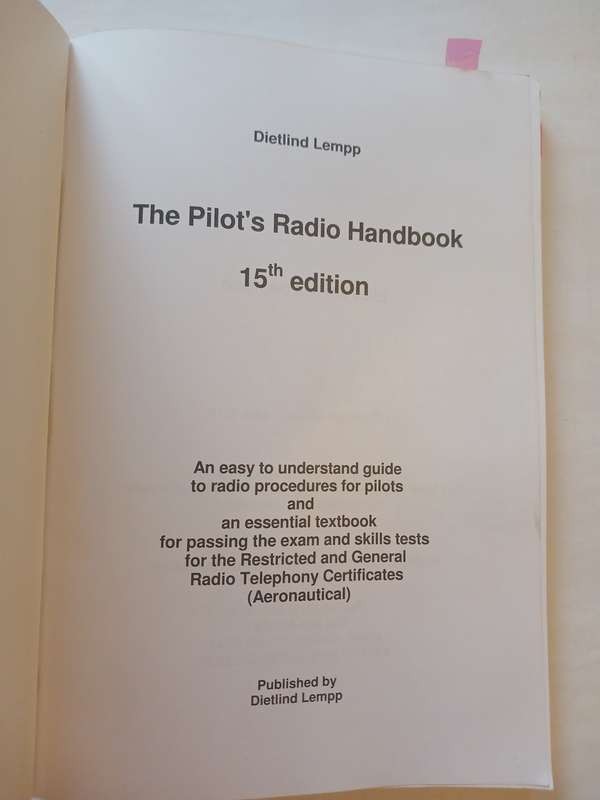 Dietlind Lempp
The Pilot's Radio Handbook
15th edition
An easy to understand guide
to radio procedures for pilots
and
an essential textbook
for passing the exam and skills tests
for the Restricted and General
Radio Telephony Certificates
(Aeronautical)
Published by
Dietlind Lempp